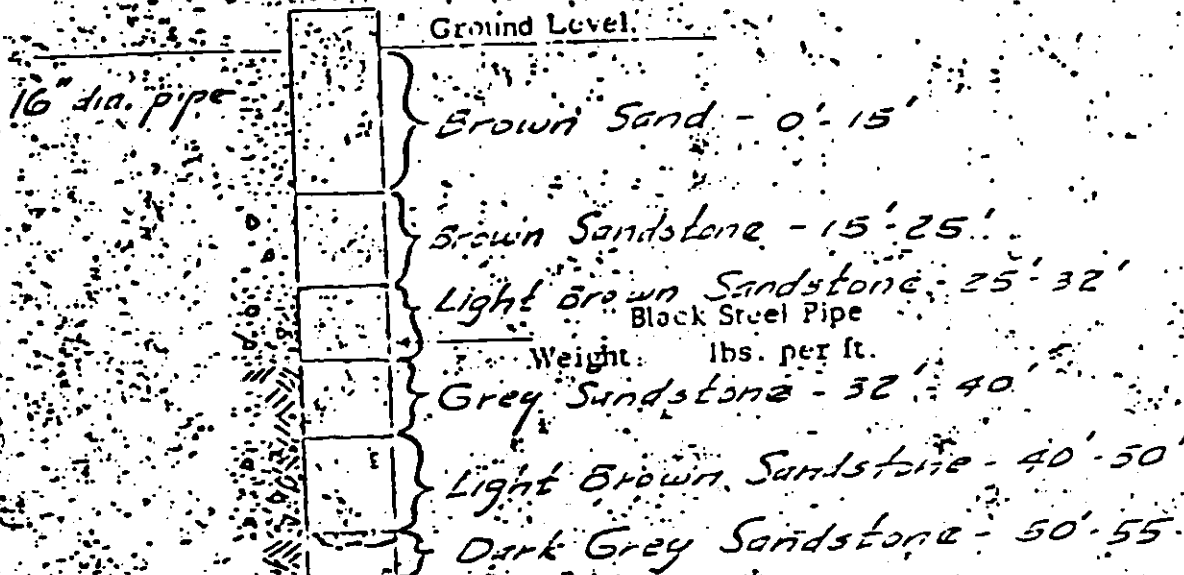 Ground Level.
16" dia. pipe
Brown Sand - 0' - 15'
Brown Sandstone - 15' - 25'
Light Brown Sandstone - 25' - 32'
Black Steel Pipe
Weight lbs. per ft.
Grey Sandstone - 32' - 40'
Light Brown Sandstone - 40' - 50'
Dark Grey Sandstone - 50' - 55